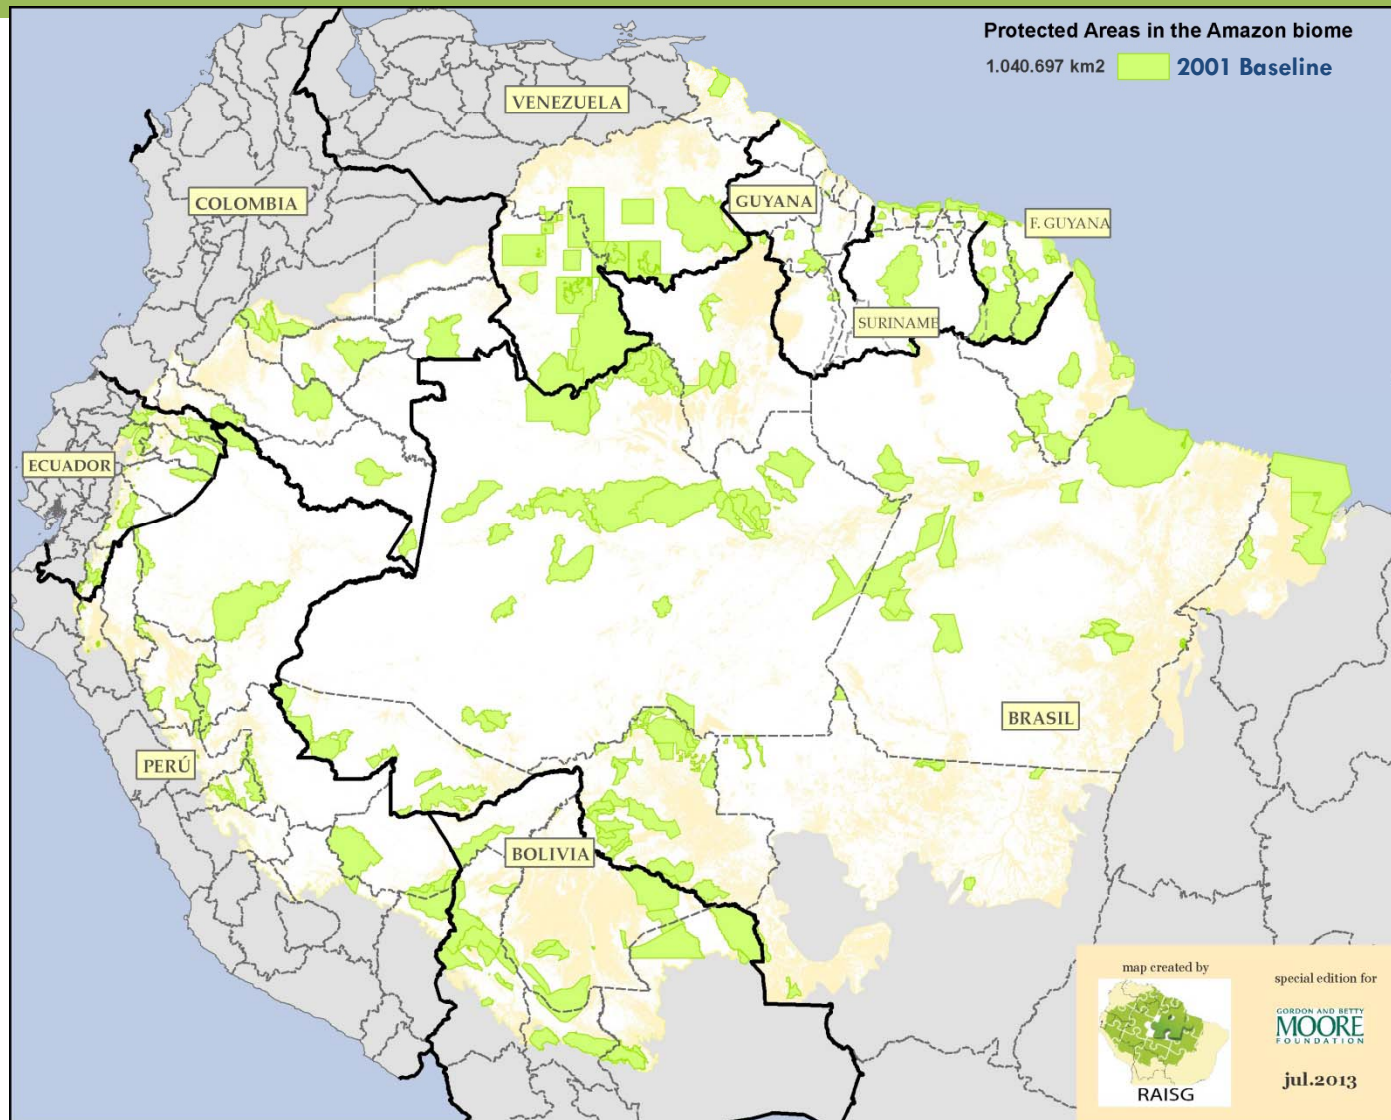 Protected Areas in the Amazon biome
1.040.697 km2 2001 Baseline
VENEZUELA
COLOMBIA
GUYANA
F. GUYANA
SURINAME
ECUADOR
BRASIL
PERÚ
BOLIVIA
map created by
RAISG
special edition for
GORDON AND BETTY
MOORE
FOUNDATION
jul.2013